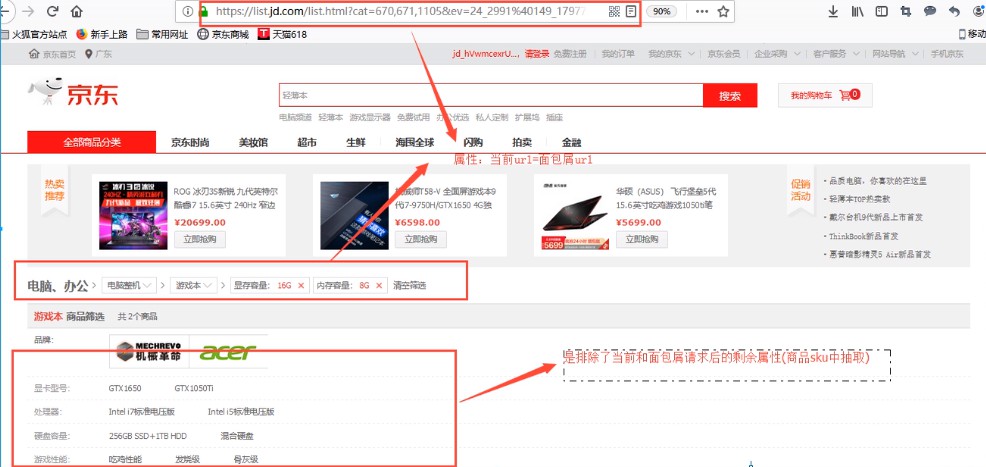 https://list.jd.com/list.html?cat=670,671,1105&ev=24_2991%40149_1797
90%
火狐官方站点 新手上路 常用网址 京东商城 天猫618
移动
京东首页 广东
jd_hVwmcexrU... 请登录 免费注册 我的订单 我的京东 京东会员 企业采购 客户服务 网站导航 手机京东
京东
轻薄本
搜索
我的购物车 0
电脑频道 轻薄本 游戏显示器 免费试用 办公优选 私人定制 扩展坞 插座
全部商品分类 京东时尚 美妆馆 超市 生鲜 海囤全球 闪购 拍卖 金融
属性：当前url=面包屑url
热卖
推荐
ROG 冰刃3S新锐 九代英特尔
酷睿7 15.6英寸 240Hz 窄边
¥20699.00
立即抢购
师T58-V 全面屏游戏本9
代7-9750H/GTX1650 4G独
¥6598.00
立即抢购
华硕（ASUS） 飞行堡垒5代
15.6英寸吃鸡游戏1050ti笔
¥5699.00
立即抢购
促销
活动
· 品质电脑，你喜欢的在这里
· 轻薄本TOP热卖款
· 戴尔台机9代新品上市首发
· ThinkBook新品首发
· 惠普暗影精灵5 Air新品首发
电脑、办公 > 电脑整机 > 游戏本 > 显存容量： 16G × 内存容量： 8G × 清空筛选
游戏本 商品筛选 共 2个商品
品牌： MECHREVO 机械革命 acer
是排除了当前和面包屑请求后的剩余属性(商品sku中抽取)
显卡型号： GTX1650 GTX1050Ti
处理器： Intel i7标准电压版 Intel i5标准电压版
硬盘容量： 256GB SSD+1TB HDD 混合硬盘
游戏性能： 吃鸡性能 发烧级 骨灰级